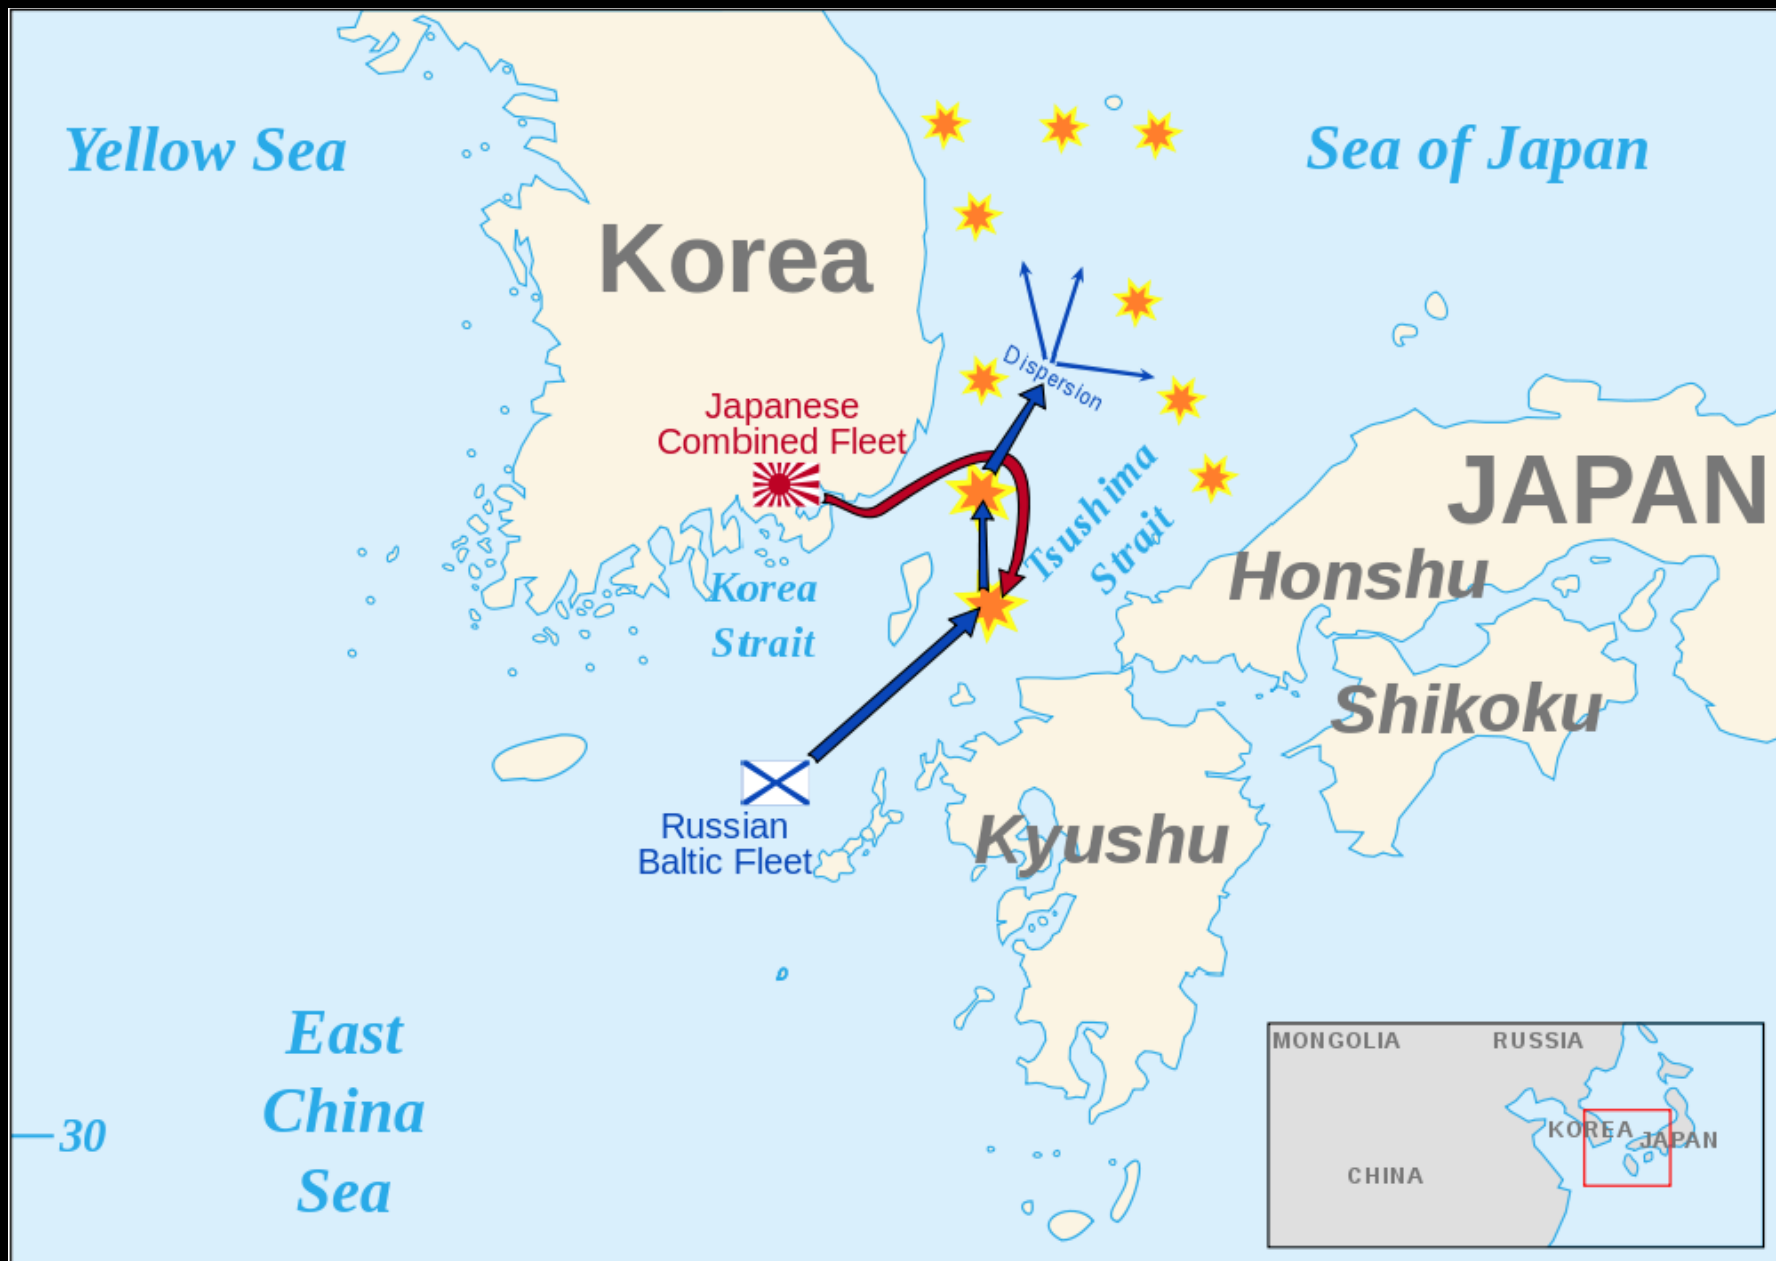 Yellow Sea
Sea of Japan
Korea
Dispersion
Japanese
Combined Fleet
Tsushima
Strait
JAPAN
Honshu
Korea
Strait
Shikoku
Russian
Baltic Fleet
Kyushu
East
China
Sea
30
MONGOLIA
RUSSIA
KOREA
JAPAN
CHINA